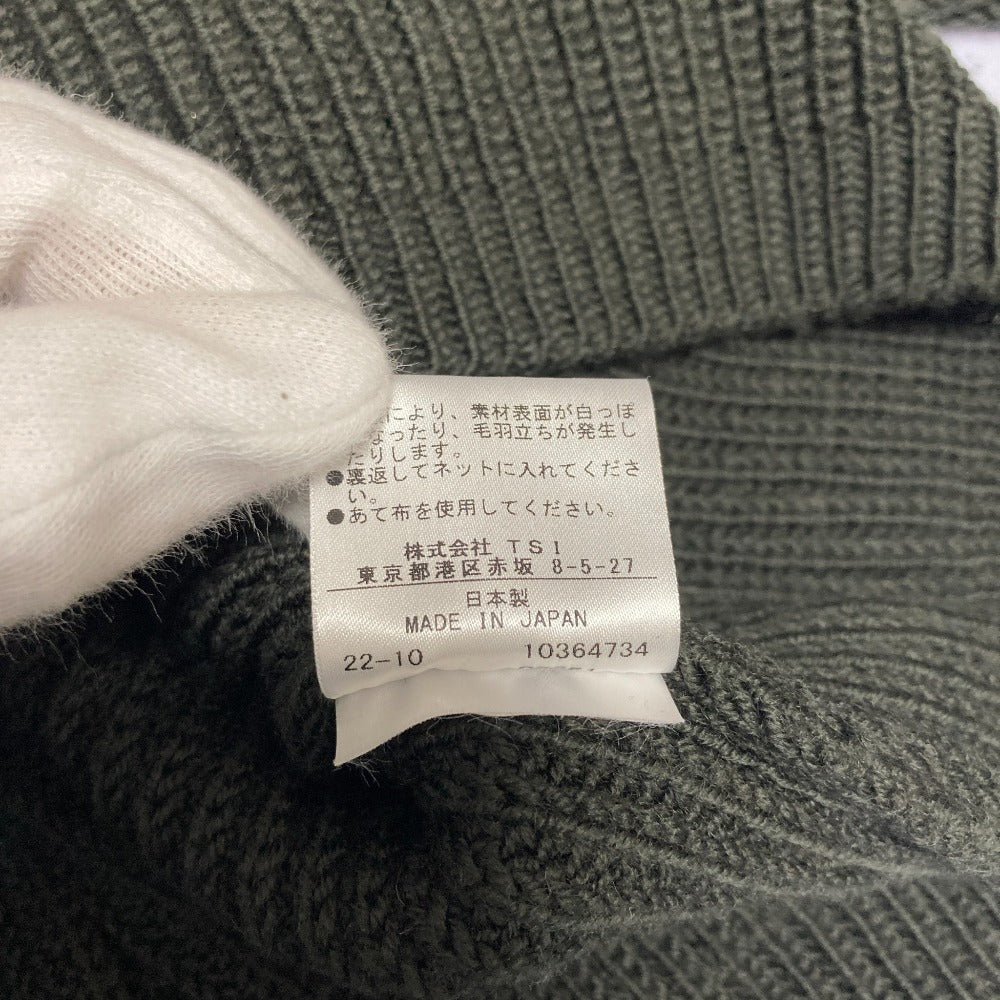 により、素材表面が白っぽ
なったり、毛羽立ちが発生し
たりします。
●裏返してネットに入れてくださ
い。
●あて布を使用してください。
株式会社 TSI
東京都港区赤坂 8-5-27
日本製
MADE IN JAPAN
22-10 10364734